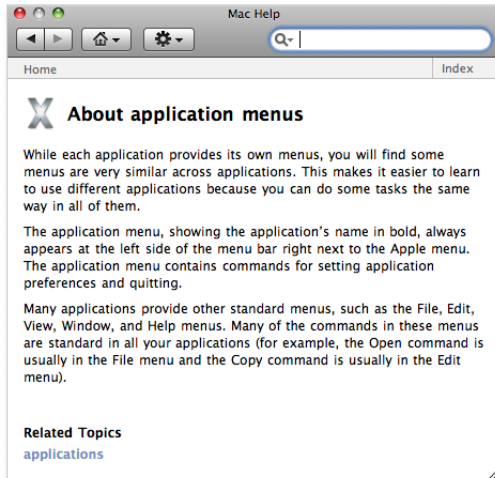 Mac Help
Home
Index
About application menus
While each application provides its own menus, you will find some
menus are very similar across applications. This makes it easier to learn
to use different applications because you can do some tasks the same
way in all of them.
The application menu, showing the application's name in bold, always
appears at the left side of the menu bar right next to the Apple menu.
The application menu contains commands for setting application
preferences and quitting.
Many applications provide other standard menus, such as the File, Edit,
View, Window, and Help menus. Many of the commands in these menus
are standard in all your applications (for example, the Open command is
usually in the File menu and the Copy command is usually in the Edit
menu).
Related Topics
applications